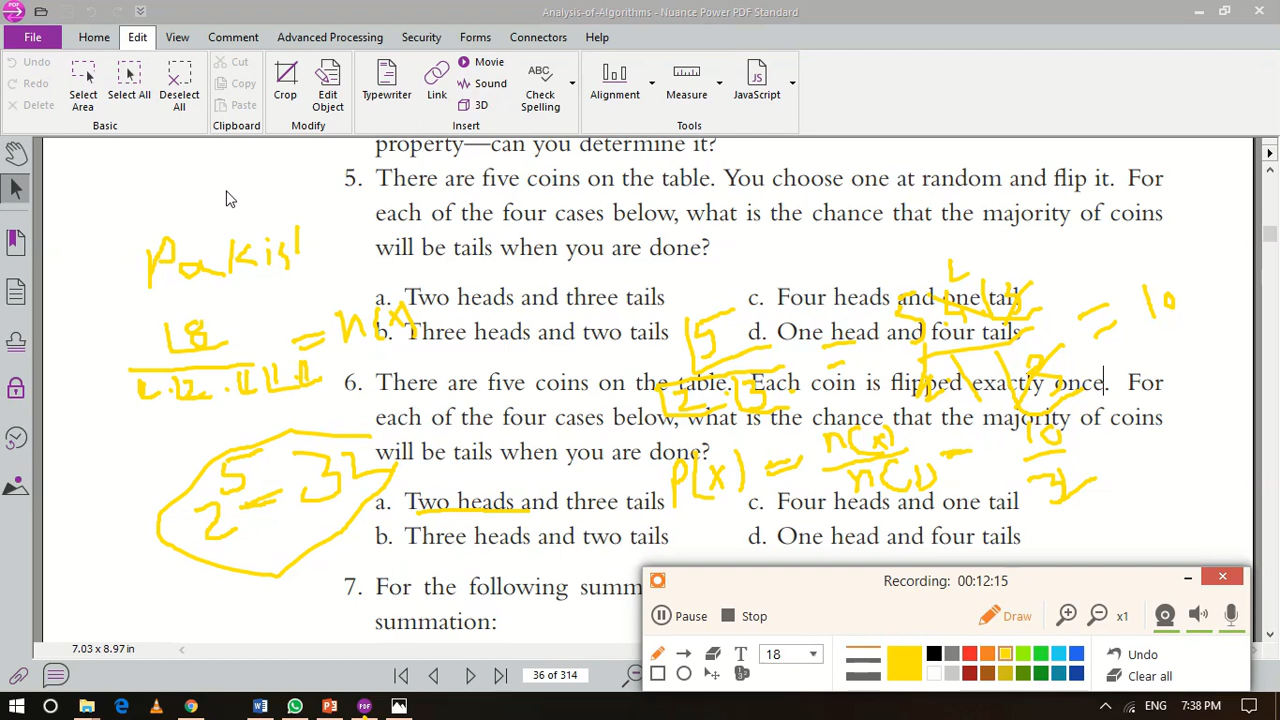 Analysis-of-Algorithms - Nuance Power PDF Standard
File Home Edit View Comment Advanced Processing Security Forms Connectors Help
Undo Redo Delete
Select Area Select All Deselect All
Cut Copy Paste
Crop Edit Object
Typewriter Link Movie Sound 3D ABC Check Spelling
Alignment Measure JS JavaScript
Basic Clipboard Modify Insert Tools
property—can you determine it?
5. There are five coins on the table. You choose one at random and flip it. For
each of the four cases below, what is the chance that the majority of coins
will be tails when you are done?
Pakist
a. Two heads and three tails c. Four heads and one tail
b. Three heads and two tails d. One head and four tails
= n(x)
= 10
6. There are five coins on the table. Each coin is flipped exactly once. For
each of the four cases below, what is the chance that the majority of coins
will be tails when you are done?
2^5 = 32
P(x) =
a. Two heads and three tails c. Four heads and one tail
b. Three heads and two tails d. One head and four tails
7. For the following summ
summation:
Recording: 00:12:15
Pause Stop Draw x1
T 18 Undo
Clear all
7.03 x 8.97 in
36 of 314
ENG 7:38 PM